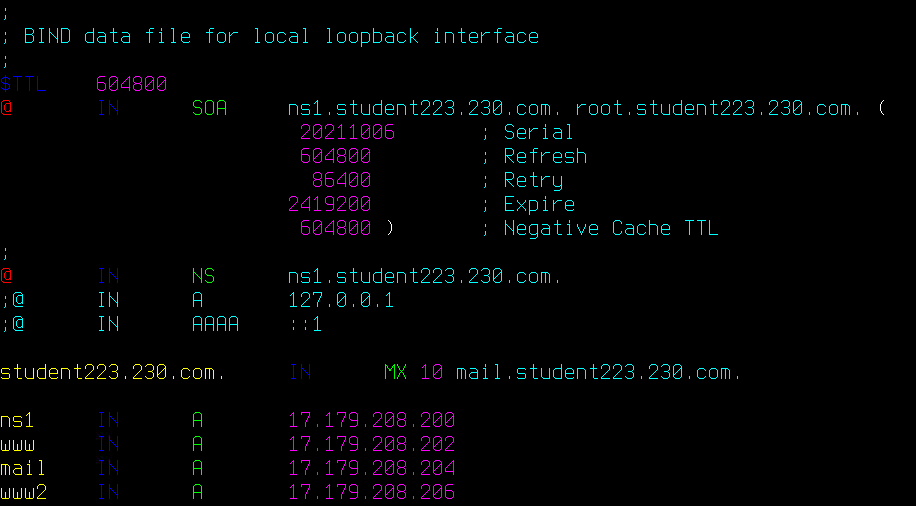 ;
; BIND data file for local loopback interface
;
$TTL    604800
@       IN      SOA     ns1.student223.230.com. root.student223.230.com. (
                         20211006       ; Serial
                         604800         ; Refresh
                          86400         ; Retry
                        2419200         ; Expire
                         604800 )       ; Negative Cache TTL
;
@       IN      NS      ns1.student223.230.com.
;@      IN      A       127.0.0.1
;@      IN      AAAA    ::1

student223.230.com.     IN      MX 10 mail.student223.230.com.

ns1     IN      A       17.179.208.200
www     IN      A       17.179.208.202
mail    IN      A       17.179.208.204
www2    IN      A       17.179.208.206